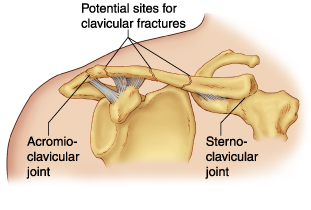 Potential sites for
clavicular fractures
Acromio-
clavicular
joint
Sterno-
clavicular
joint